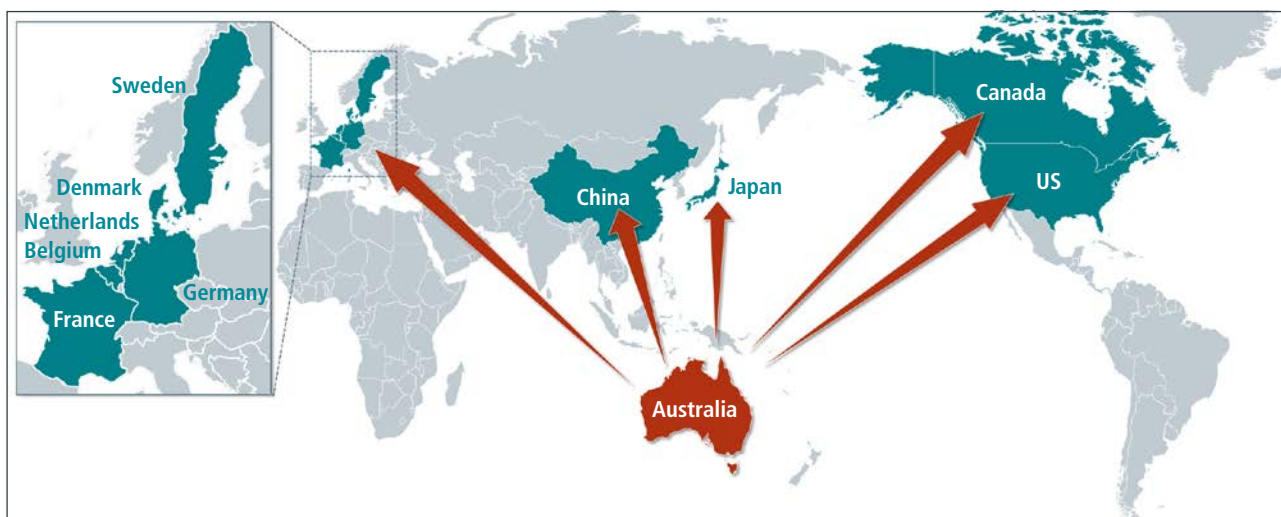 Sweden
Denmark
Netherlands
Belgium
Germany
France
China
Japan
Canada
US
Australia